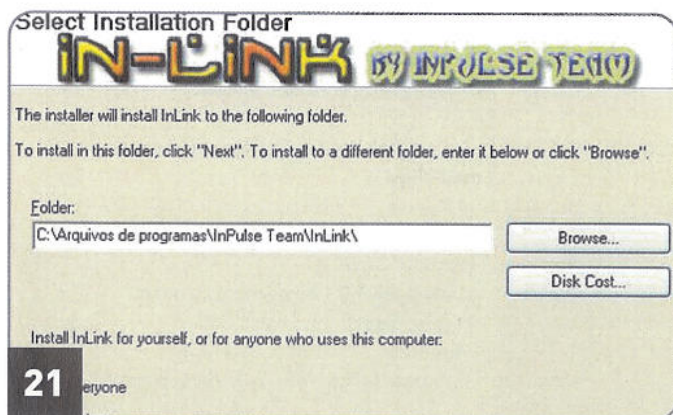 Select Installation Folder
iN-LiNK BY INPULSE TEAM
The installer will install InLink to the following folder.
To install in this folder, click "Next". To install to a different folder, enter it below or click "Browse".
Folder:
C:\Arquivos de programas\InPulse Team\InLink\
Browse...
Disk Cost...
Install InLink for yourself, or for anyone who uses this computer:
21 eryone